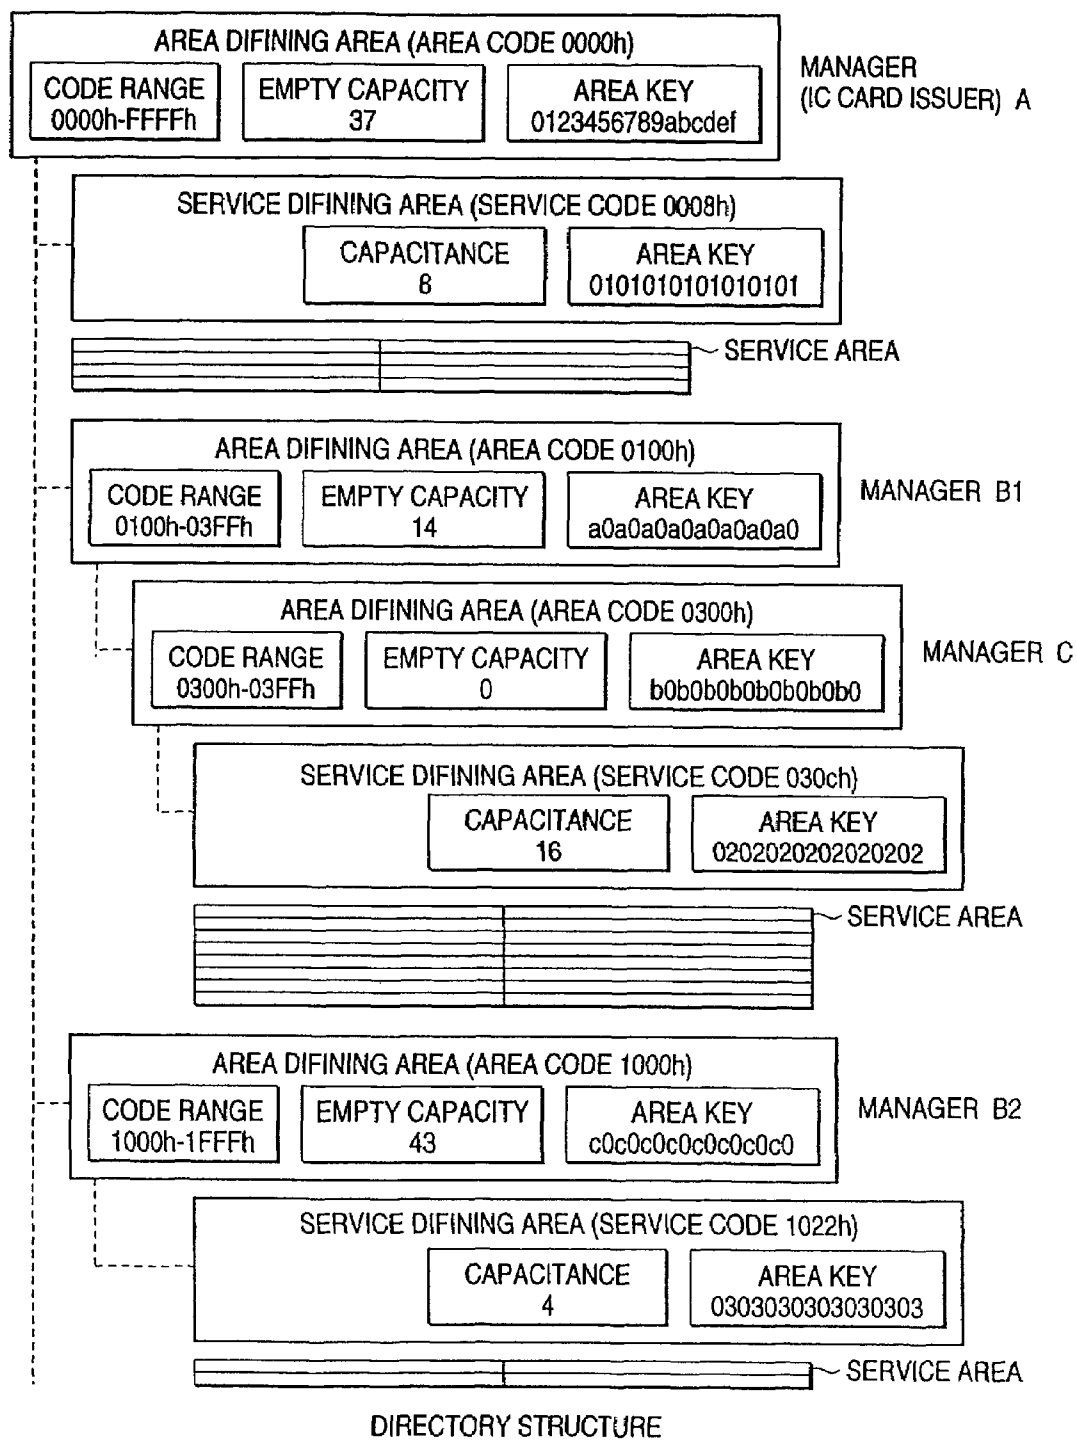 AREA DIFINING AREA (AREA CODE 0000h)
CODE RANGE
0000h-FFFFh
EMPTY CAPACITY
37
AREA KEY
0123456789abcdef
MANAGER
(IC CARD ISSUER) A
SERVICE DIFINING AREA (SERVICE CODE 0008h)
CAPACITANCE
8
AREA KEY
0101010101010101
SERVICE AREA
AREA DIFINING AREA (AREA CODE 0100h)
CODE RANGE
0100h-03FFh
EMPTY CAPACITY
14
AREA KEY
a0a0a0a0a0a0a0a0
MANAGER B1
AREA DIFINING AREA (AREA CODE 0300h)
CODE RANGE
0300h-03FFh
EMPTY CAPACITY
0
AREA KEY
b0b0b0b0b0b0b0b0
MANAGER C
SERVICE DIFINING AREA (SERVICE CODE 030ch)
CAPACITANCE
16
AREA KEY
0202020202020202
SERVICE AREA
AREA DIFINING AREA (AREA CODE 1000h)
CODE RANGE
1000h-1FFFh
EMPTY CAPACITY
43
AREA KEY
c0c0c0c0c0c0c0c0
MANAGER B2
SERVICE DIFINING AREA (SERVICE CODE 1022h)
CAPACITANCE
4
AREA KEY
0303030303030303
SERVICE AREA
DIRECTORY STRUCTURE